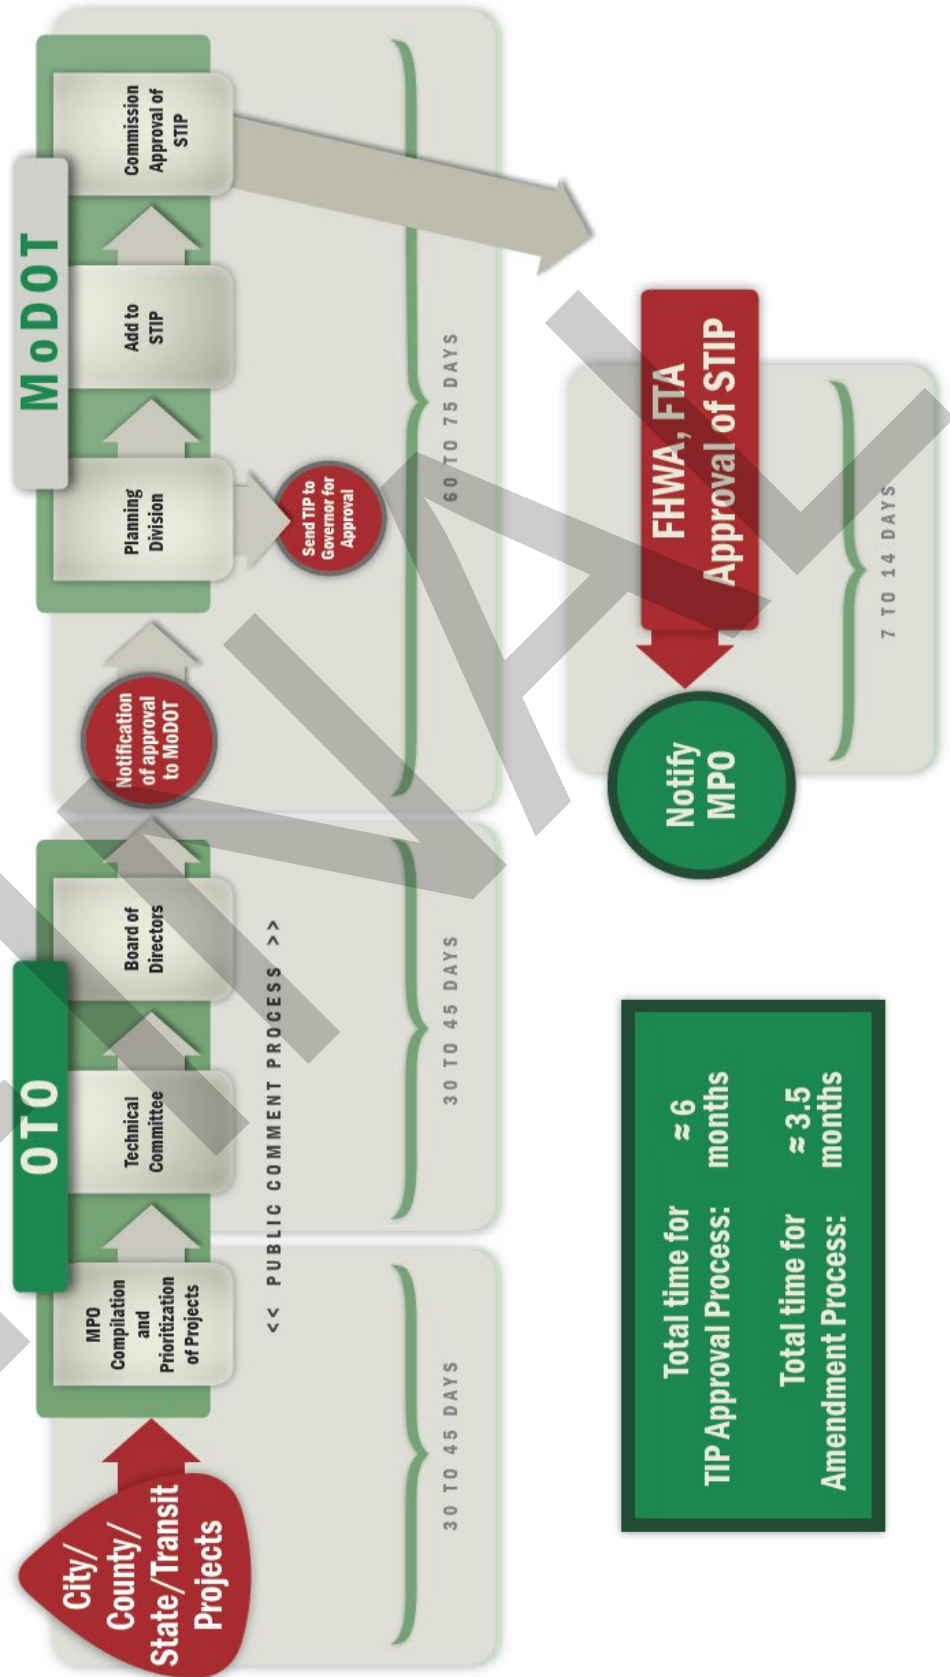 OTO
MoDOT
City/
County/
State/Transit
Projects
MPO
Compilation
and
Prioritization
of Projects
Technical
Committee
Board of
Directors
Notification
of approval
to MoDOT
Planning
Division
Add to
STIP
Commission
Approval of
STIP
Send TIP to
Governor for
Approval
<< PUBLIC COMMENT PROCESS >>
30 TO 45 DAYS
30 TO 45 DAYS
60 TO 75 DAYS
Total time for ≈ 6
TIP Approval Process: months
Total time for ≈ 3.5
Amendment Process: months
Notify
MPO
FHWA, FTA
Approval of STIP
7 TO 14 DAYS
FINAL